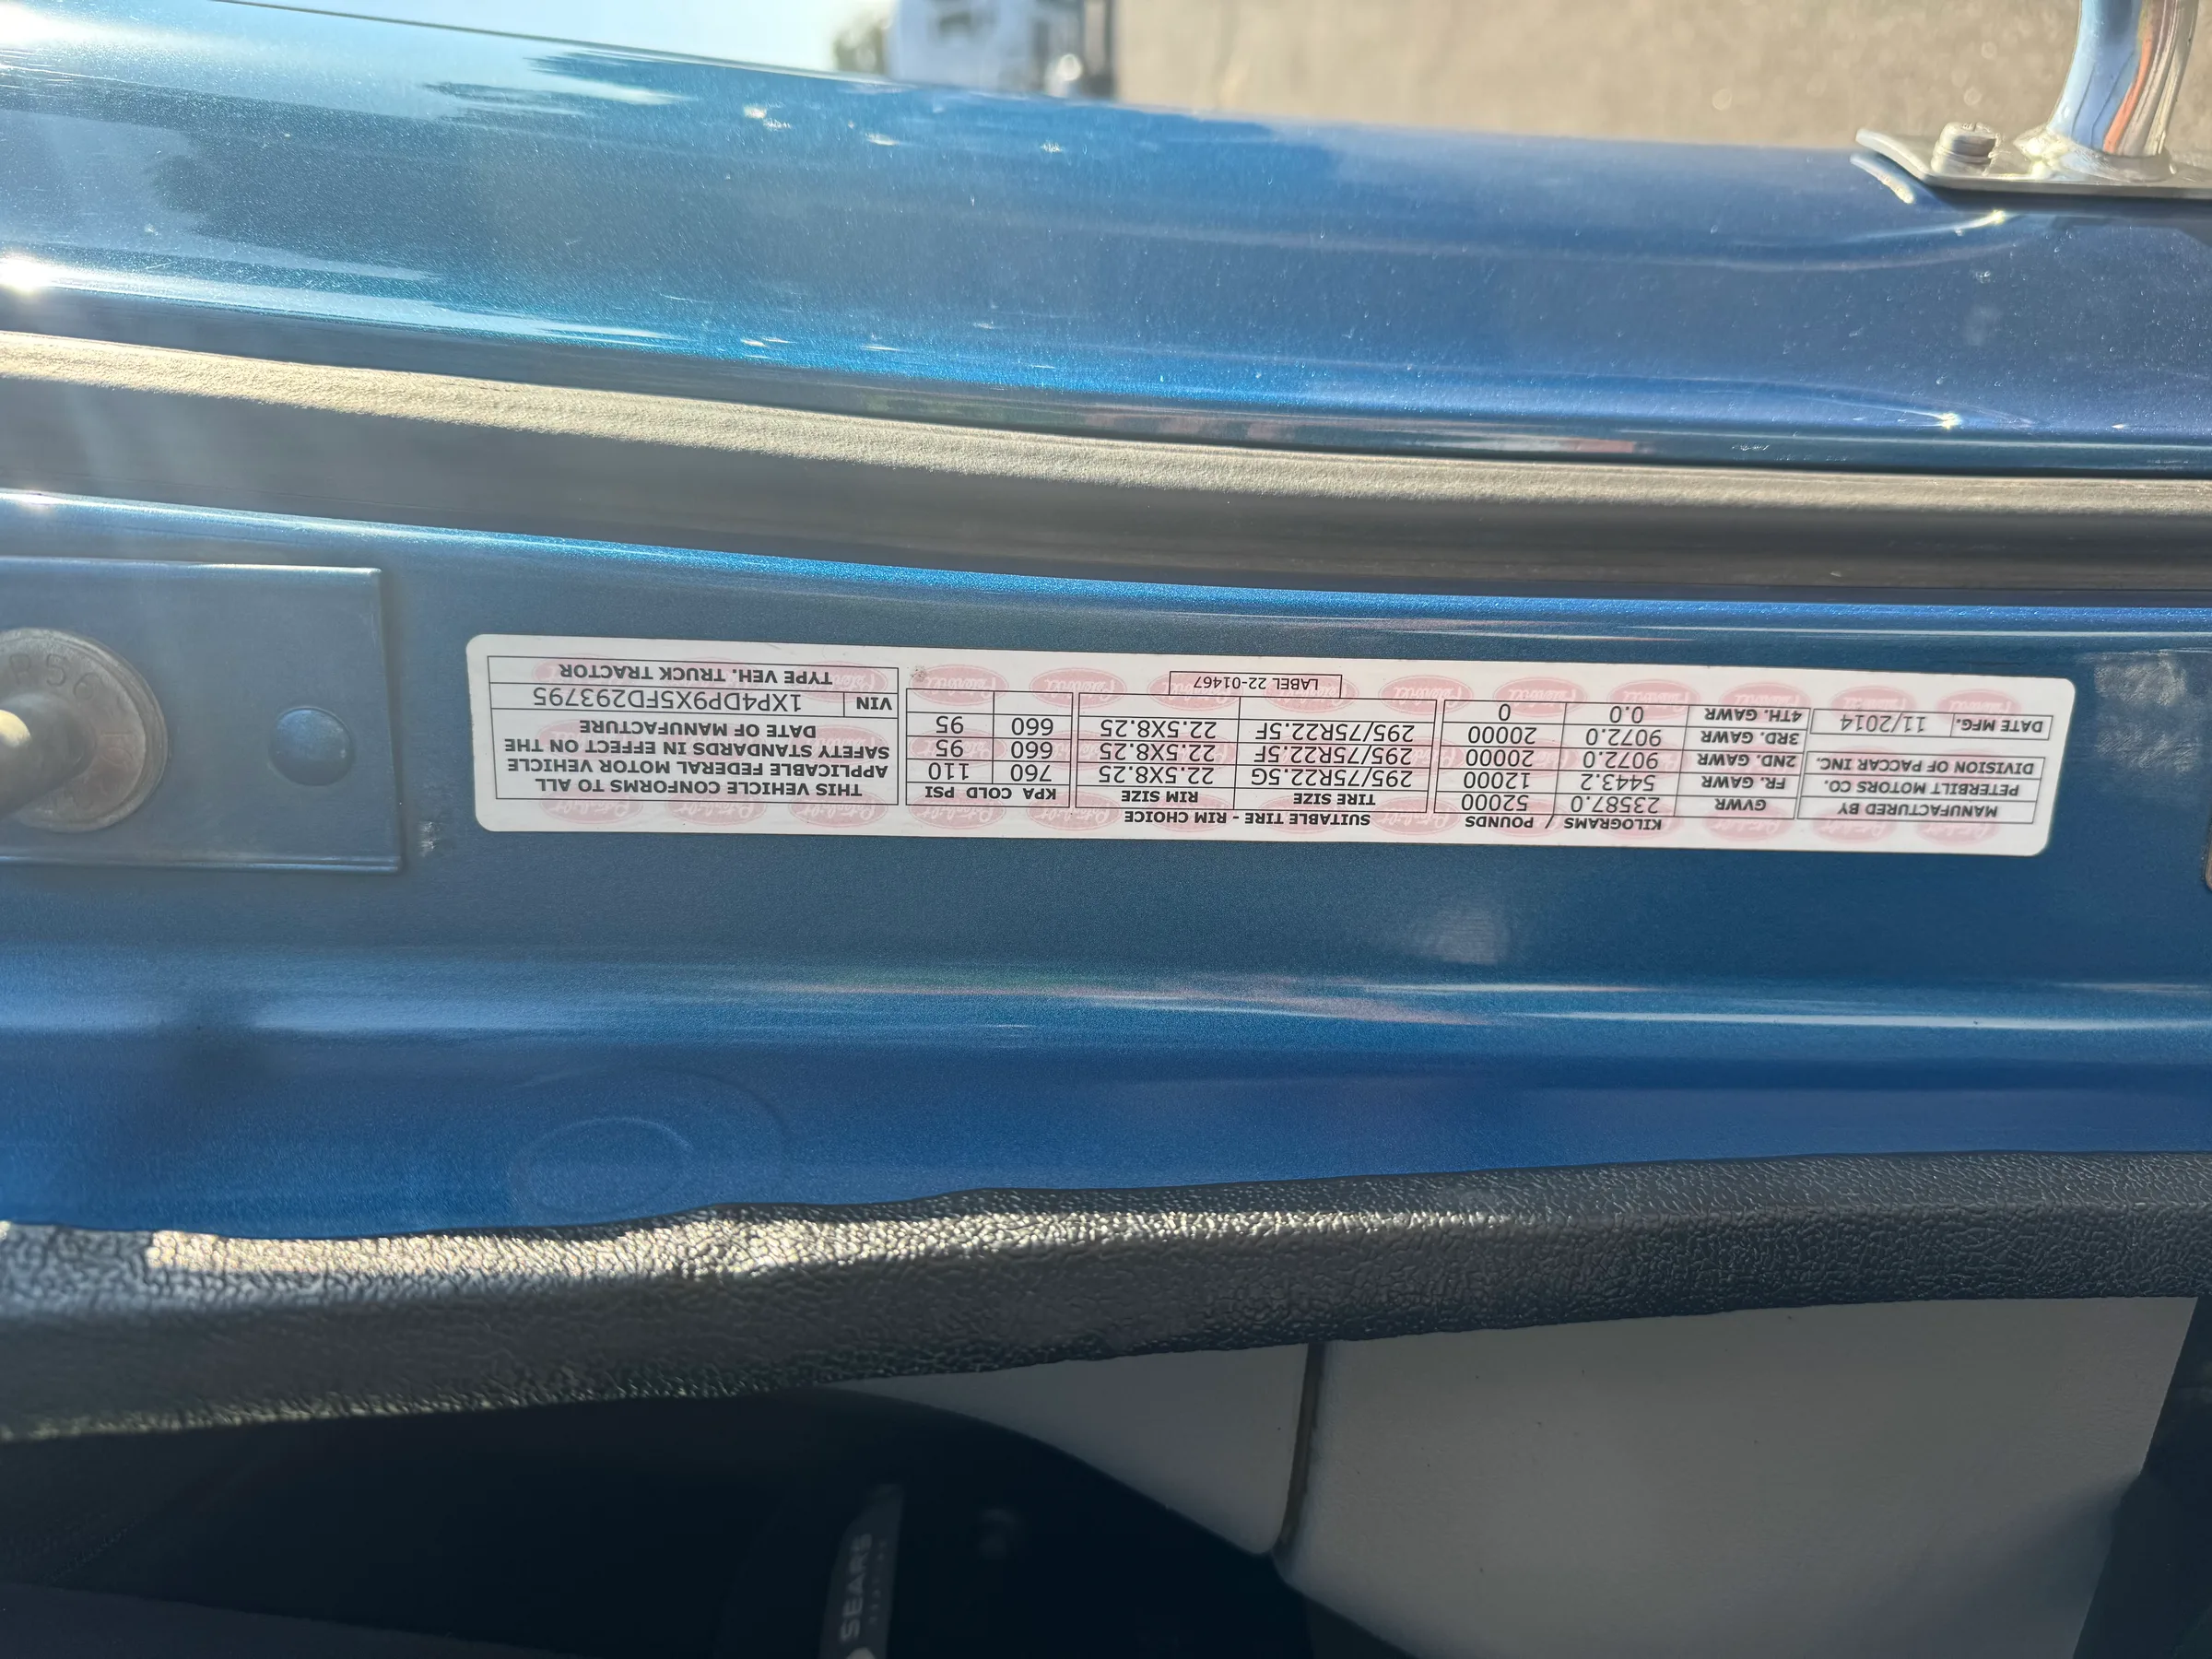 MANUFACTURED BY
PETERBILT MOTORS CO.
DIVISION OF PACCAR INC.
DATE MFG. 11/2014
KILOGRAMS / POUNDS
GVWR 23587.0 52000
FR. GAWR 5443.2 12000
2ND. GAWR 9072.0 20000
3RD. GAWR 9072.0 20000
4TH. GAWR 0.0 0
SUITABLE TIRE - RIM CHOICE
TIRE SIZE RIM SIZE
295/75R22.5G 22.5X8.25
295/75R22.5F 22.5X8.25
295/75R22.5F 22.5X8.25
LABEL 22-01467
KPA COLD PSI
760 110
660 95
660 95
THIS VEHICLE CONFORMS TO ALL
APPLICABLE FEDERAL MOTOR VEHICLE
SAFETY STANDARDS IN EFFECT ON THE
DATE OF MANUFACTURE
VIN 1XP4DP9X5FD293795
TYPE VEH. TRUCK TRACTOR
SEARS